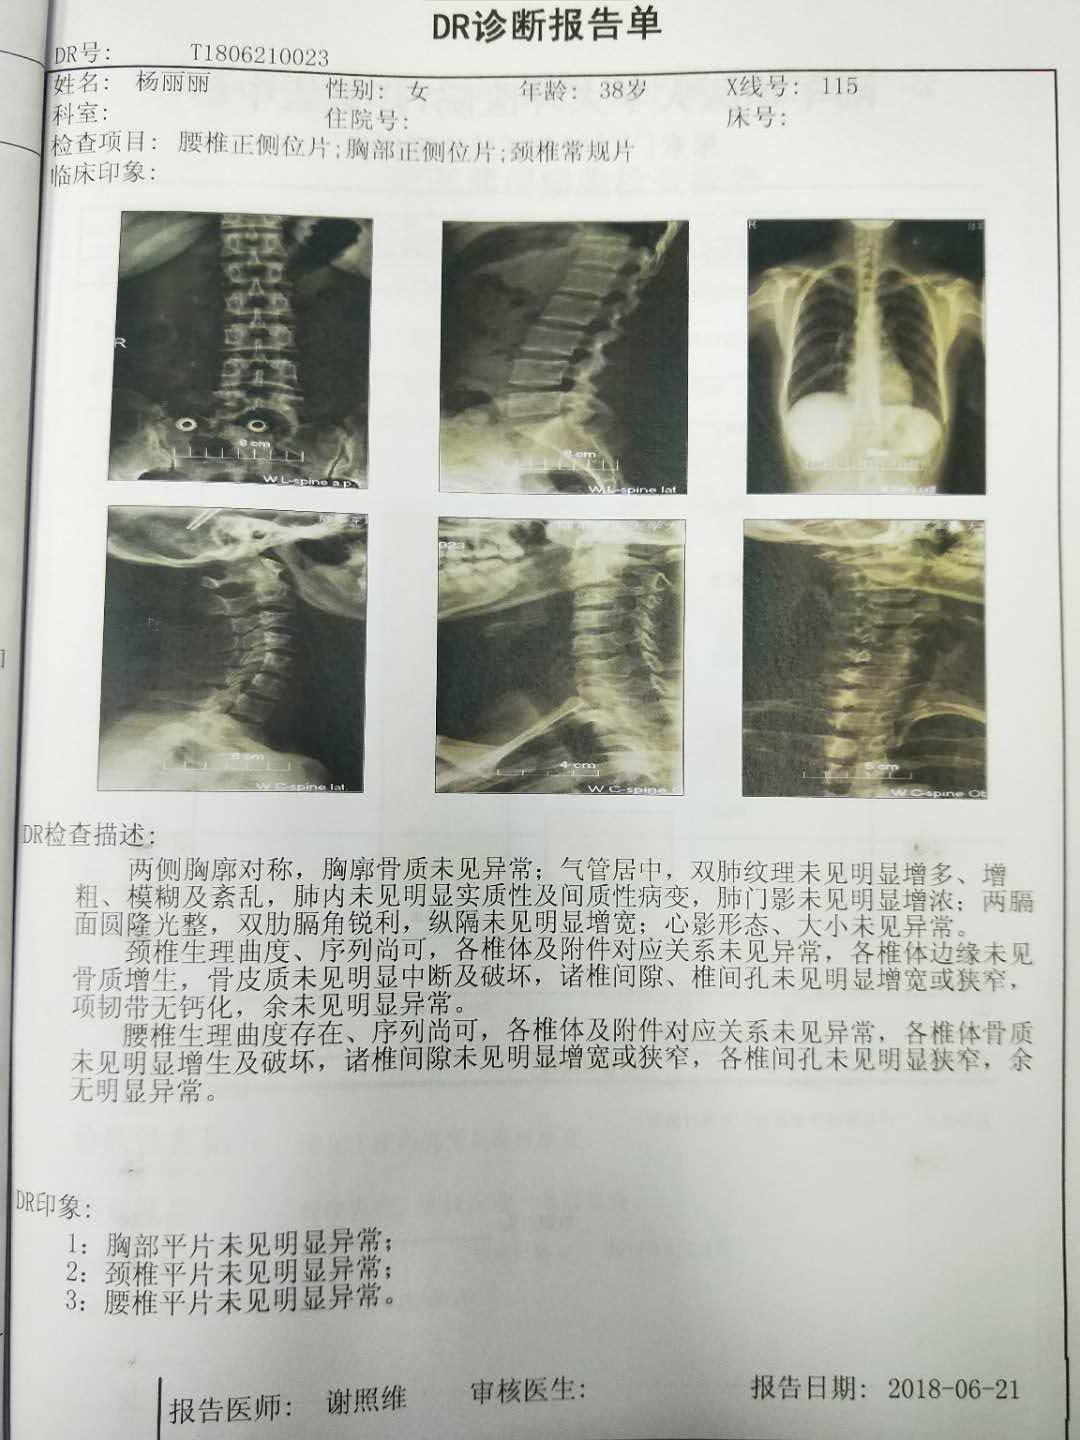 DR诊断报告单
DR号: T1806210023
姓名: 杨丽丽 性别: 女 年龄: 38岁 X线号: 115
科室: 住院号: 床号:
检查项目: 腰椎正侧位片;胸部正侧位片;颈椎常规片
临床印象:
R
8 cm
W L-spine a.p.
8 cm
W L-spine lat
R
8 cm
W C-spine lat.
023
4 cm
W C-spine O
5 cm
W C-spine Ob
DR检查描述:
两侧胸廓对称，胸廓骨质未见异常；气管居中，双肺纹理未见明显增多、增
粗、模糊及紊乱，肺内未见明显实质性及间质性病变，肺门影未见明显增浓；两膈
面圆隆光整，双肋膈角锐利，纵隔未见明显增宽；心影形态、大小未见异常。
颈椎生理曲度、序列尚可，各椎体及附件对应关系未见异常，各椎体边缘未见
骨质增生，骨皮质未见明显中断及破坏，诸椎间隙、椎间孔未见明显增宽或狭窄，
项韧带无钙化，余未见明显异常。
腰椎生理曲度存在、序列尚可，各椎体及附件对应关系未见异常，各椎体骨质
未见明显增生及破坏，诸椎间隙未见明显增宽或狭窄，各椎间孔未见明显狭窄，余
无明显异常。
DR印象:
1: 胸部平片未见明显异常；
2: 颈椎平片未见明显异常；
3: 腰椎平片未见明显异常。
报告医师: 谢照维 审核医生: 报告日期: 2018-06-21